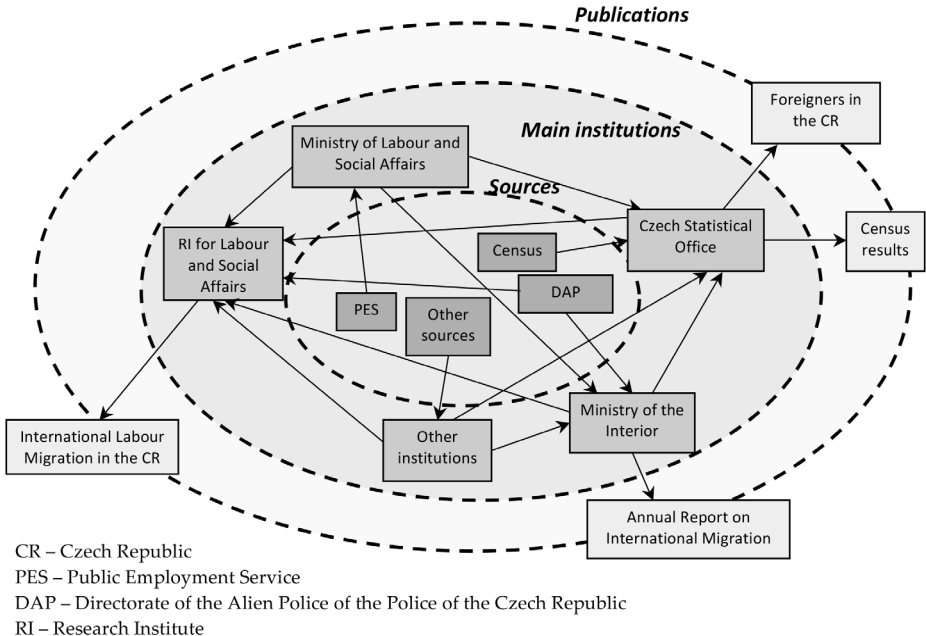 Publications
Foreigners in
the CR
Main institutions
Ministry of Labour and
Social Affairs
Sources
Czech Statistical
Office
Census
results
RI for Labour
and Social
Affairs
Census
DAP
PES
Other
sources
Ministry of the
Interior
International Labour
Migration in the CR
Other
institutions
Annual Report on
International Migration
CR – Czech Republic
PES – Public Employment Service
DAP – Directorate of the Alien Police of the Police of the Czech Republic
RI – Research Institute